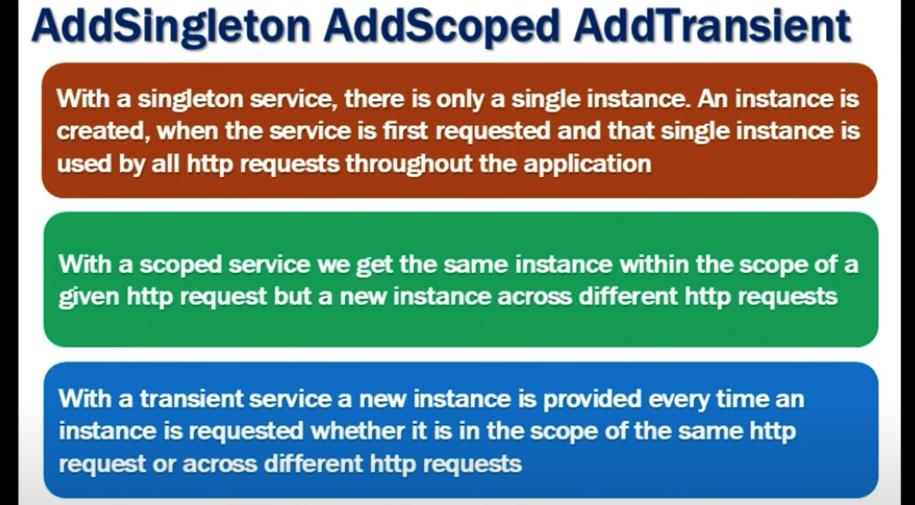 AddSingleton AddScoped AddTransient
With a singleton service, there is only a single instance. An instance is
created, when the service is first requested and that single instance is
used by all http requests throughout the application
With a scoped service we get the same instance within the scope of a
given http request but a new instance across different http requests
With a transient service a new instance is provided every time an
instance is requested whether it is in the scope of the same http
request or across different http requests